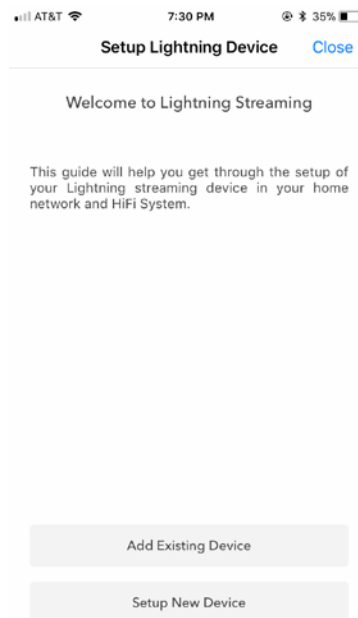 AT&T 7:30 PM 35%
Setup Lightning Device Close
Welcome to Lightning Streaming
This guide will help you get through the setup of
your Lightning streaming device in your home
network and HiFi System.
Add Existing Device
Setup New Device